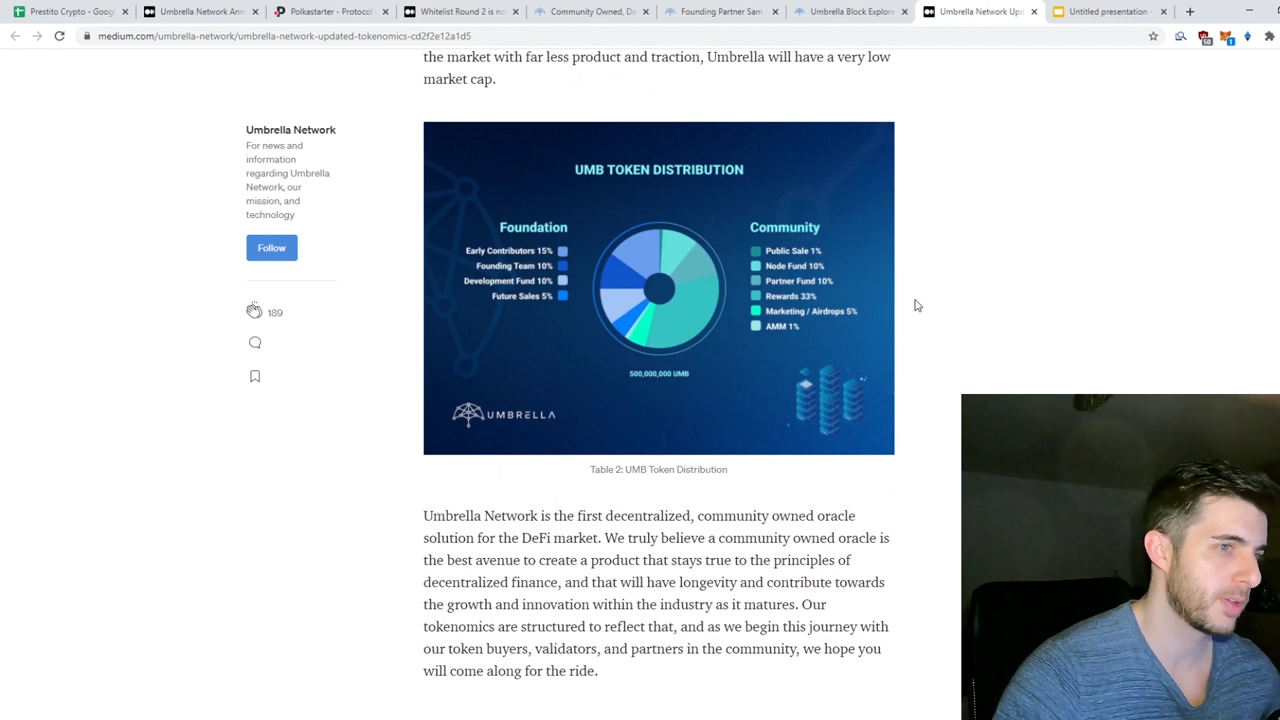 Prestito Crypto - Googl
Umbrella Network Ann
Polkastarter - Protocol
Whitelist Round 2 is no
Community Owned, De
Founding Partner Sam
Umbrella Block Explore
Umbrella Network Upd
Untitled presentation -
medium.com/umbrella-network/umbrella-network-updated-tokenomics-cd2f2e12a1d5
50
1
the market with far less product and traction, Umbrella will have a very low
market cap.
Umbrella Network
For news and
information
regarding Umbrella
Network, our
mission, and
technology
Follow
189
UMB TOKEN DISTRIBUTION
Foundation
Early Contributors 15%
Founding Team 10%
Development Fund 10%
Future Sales 5%
Community
Public Sale 1%
Node Fund 10%
Partner Fund 10%
Rewards 33%
Marketing / Airdrops 5%
AMM 1%
500,000,000 UMB
UMBRELLA
Table 2: UMB Token Distribution
Umbrella Network is the first decentralized, community owned oracle
solution for the DeFi market. We truly believe a community owned oracle is
the best avenue to create a product that stays true to the principles of
decentralized finance, and that will have longevity and contribute towards
the growth and innovation within the industry as it matures. Our
tokenomics are structured to reflect that, and as we begin this journey with
our token buyers, validators, and partners in the community, we hope you
will come along for the ride.